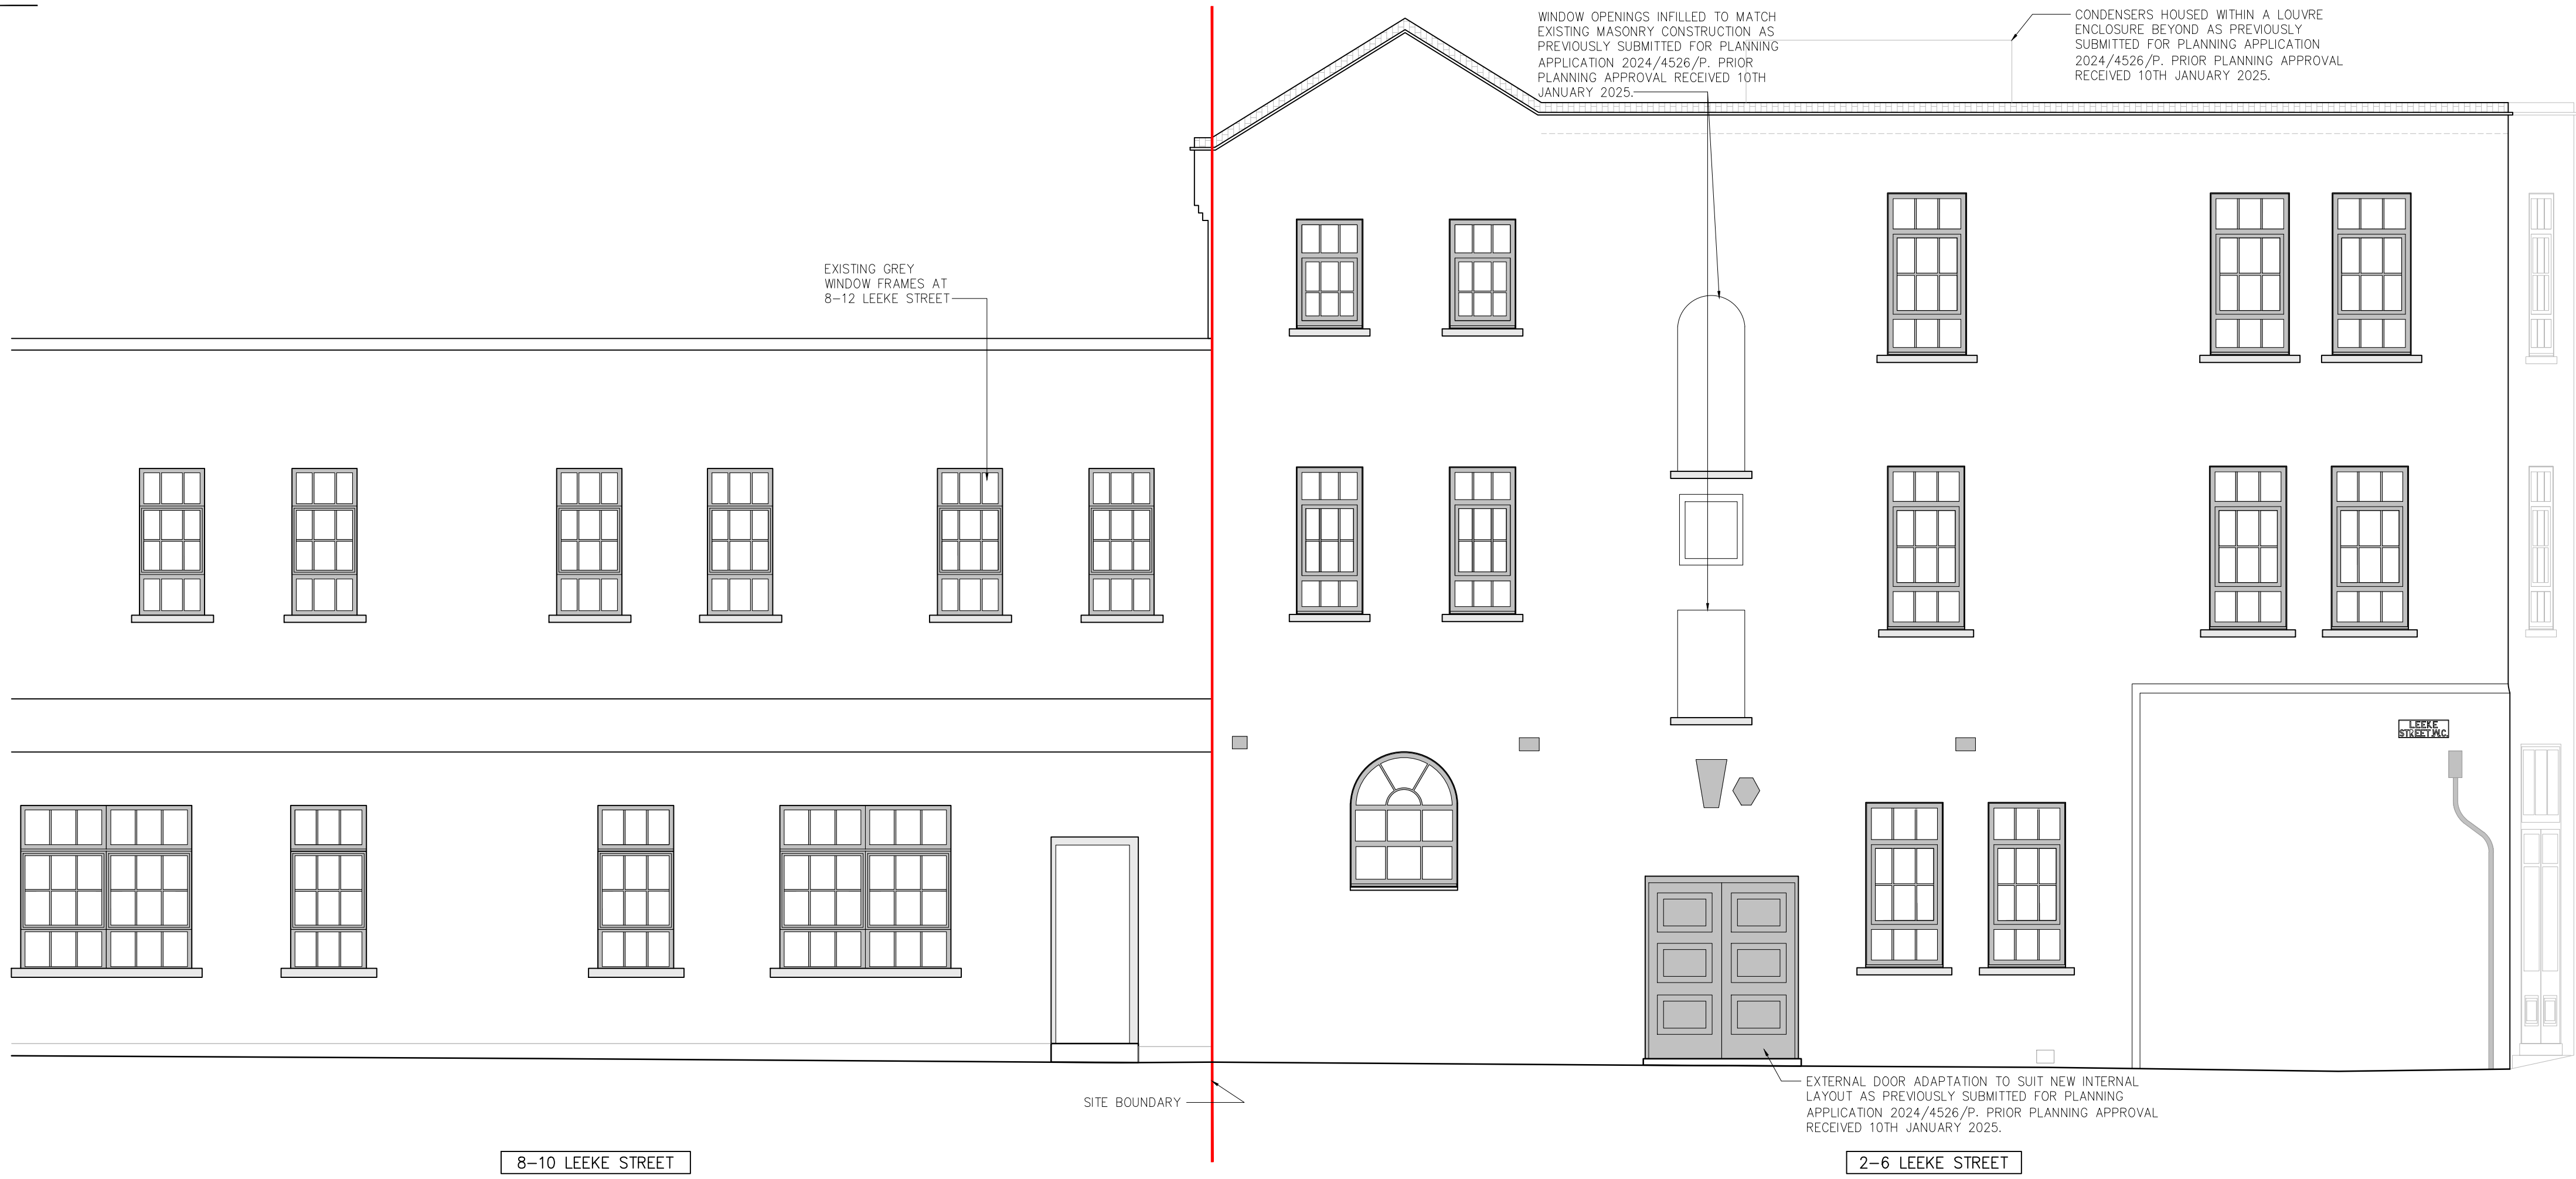 WINDOW OPENINGS INFILLED TO MATCH
EXISTING MASONRY CONSTRUCTION AS
PREVIOUSLY SUBMITTED FOR PLANNING
APPLICATION 2024/4526/P. PRIOR
PLANNING APPROVAL RECEIVED 10TH
JANUARY 2025.
CONDENSERS HOUSED WITHIN A LOUVRE
ENCLOSURE BEYOND AS PREVIOUSLY
SUBMITTED FOR PLANNING APPLICATION
2024/4526/P. PRIOR PLANNING APPROVAL
RECEIVED 10TH JANUARY 2025.
EXISTING GREY
WINDOW FRAMES AT
8-12 LEEKE STREET
LEEKE
STREET,W.C.
SITE BOUNDARY
EXTERNAL DOOR ADAPTATION TO SUIT NEW INTERNAL
LAYOUT AS PREVIOUSLY SUBMITTED FOR PLANNING
APPLICATION 2024/4526/P. PRIOR PLANNING APPROVAL
RECEIVED 10TH JANUARY 2025.
8-10 LEEKE STREET
2-6 LEEKE STREET